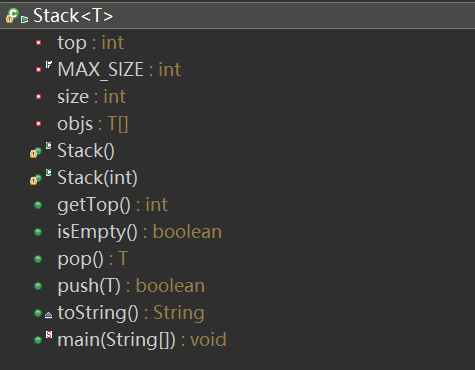 Stack<T>
top : int
MAX_SIZE : int
size : int
objs : T[]
Stack()
Stack(int)
getTop() : int
isEmpty() : boolean
pop() : T
push(T) : boolean
toString() : String
main(String[]) : void